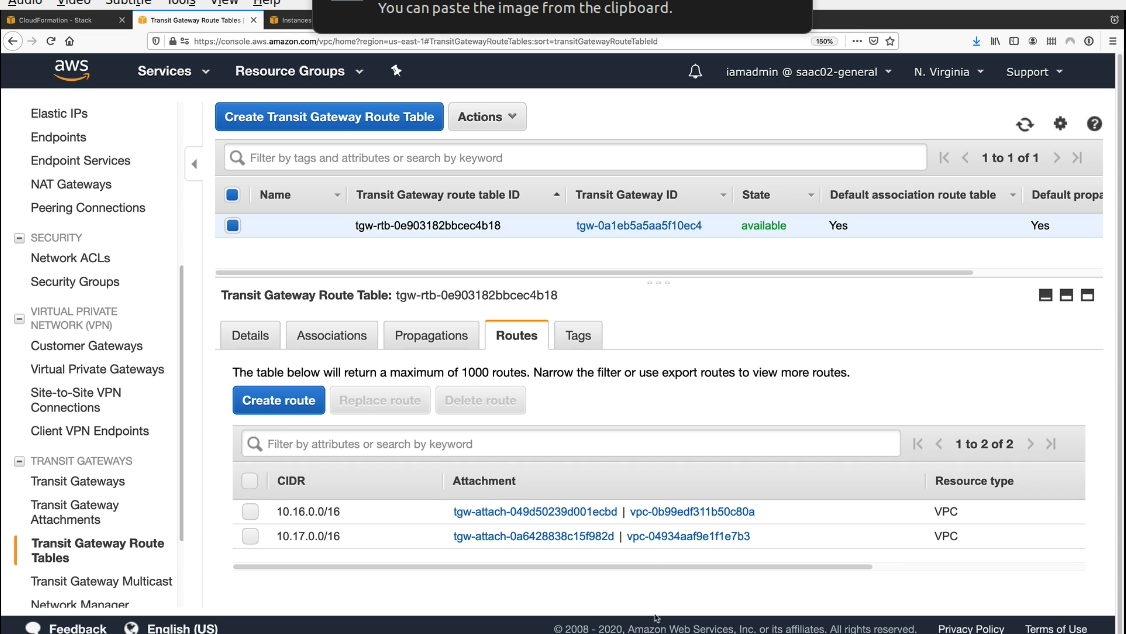 Audio Video Subtitle Tools View Help
You can paste the image from the clipboard.
CloudFormation - Stack × Transit Gateway Route Tables | × Instances
https://console.aws.amazon.com/vpc/home?region=us-east-1#TransitGatewayRouteTables:sort=transitGatewayRouteTableId 150%
aws Services Resource Groups iamadmin @ saac02-general N. Virginia Support
Elastic IPs
Endpoints
Endpoint Services
NAT Gateways
Peering Connections
SECURITY
Network ACLs
Security Groups
VIRTUAL PRIVATE
NETWORK (VPN)
Customer Gateways
Virtual Private Gateways
Site-to-Site VPN
Connections
Client VPN Endpoints
TRANSIT GATEWAYS
Transit Gateways
Transit Gateway
Attachments
Transit Gateway Route
Tables
Transit Gateway Multicast
Network Manager
Create Transit Gateway Route Table Actions
Filter by tags and attributes or search by keyword 1 to 1 of 1
Name Transit Gateway route table ID Transit Gateway ID State Default association route table Default propa
tgw-rtb-0e903182bbcec4b18 tgw-0a1eb5a5aa5f10ec4 available Yes Yes
Transit Gateway Route Table: tgw-rtb-0e903182bbcec4b18
Details Associations Propagations Routes Tags
The table below will return a maximum of 1000 routes. Narrow the filter or use export routes to view more routes.
Create route Replace route Delete route
Filter by attributes or search by keyword 1 to 2 of 2
CIDR Attachment Resource type
10.16.0.0/16 tgw-attach-049d50239d001ecbd | vpc-0b99edf311b50c80a VPC
10.17.0.0/16 tgw-attach-0a6428838c15f982d | vpc-04934aaf9e1f1e7b3 VPC
Feedback English (US) © 2008 - 2020, Amazon Web Services, Inc. or its affiliates. All rights reserved. Privacy Policy Terms of Use